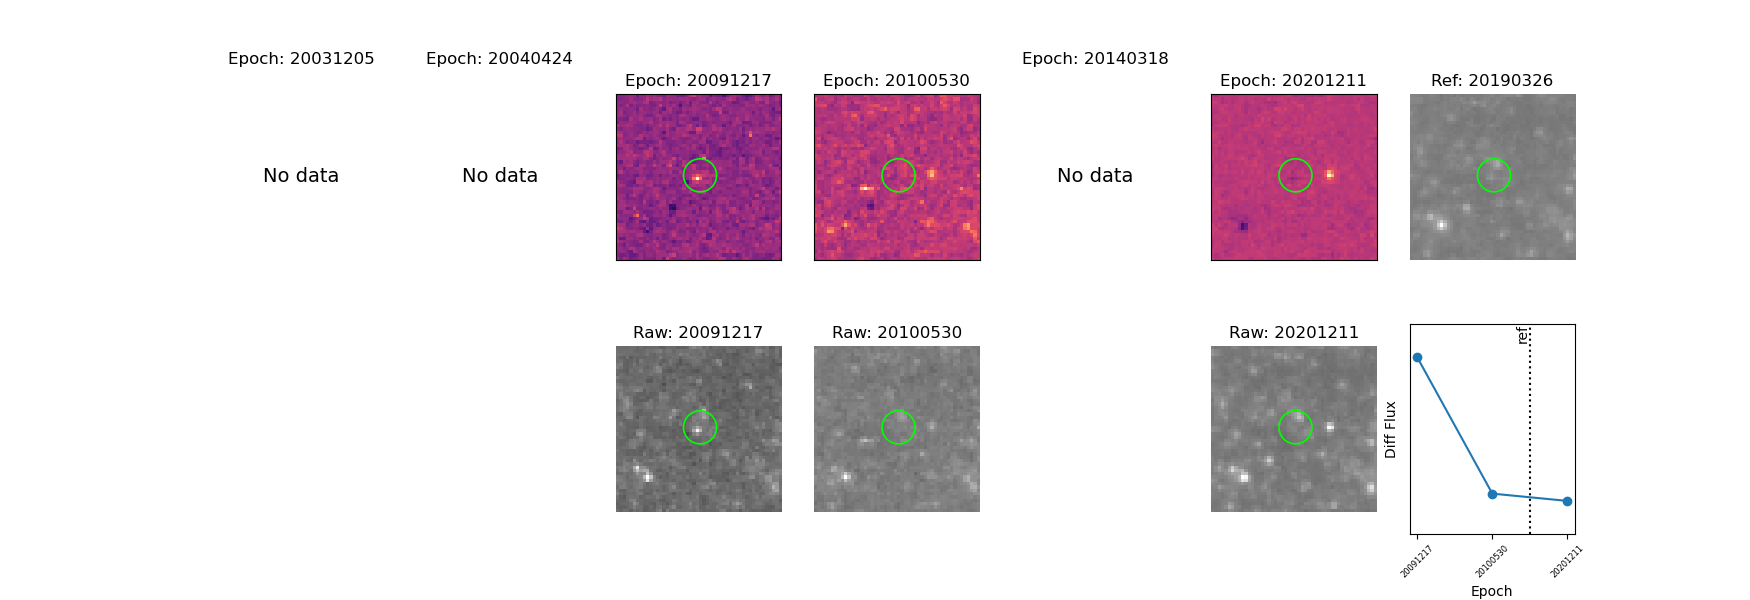 Epoch: 20031205
Epoch: 20040424
Epoch: 20140318
Epoch: 20091217
Epoch: 20100530
Epoch: 20201211
Ref: 20190326
No data
No data
No data
Raw: 20091217
Raw: 20100530
Raw: 20201211
ref
Diff Flux
20091217
20100530
20201211
Epoch